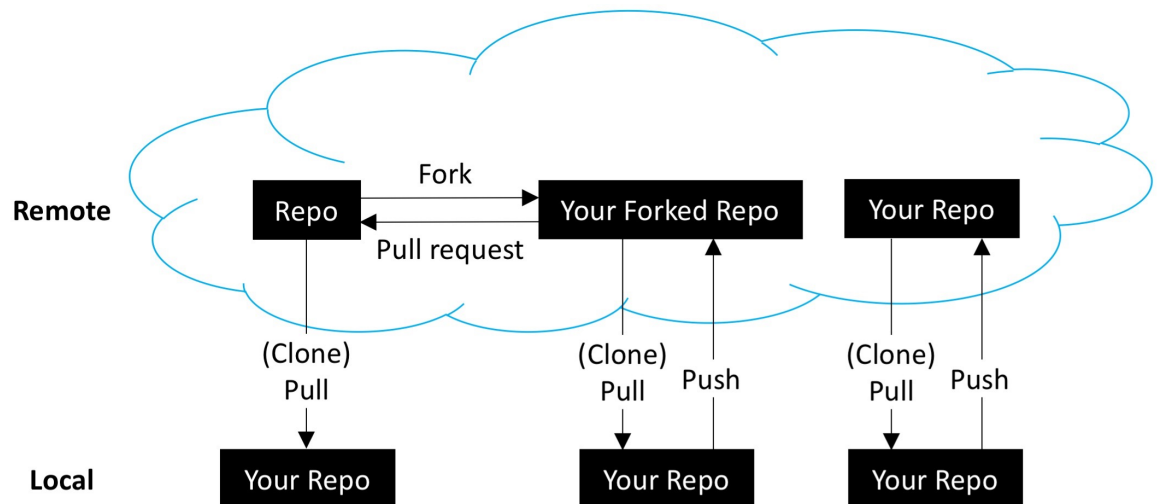 Fork
Remote
Repo
Your Forked Repo
Your Repo
Pull request
(Clone)
Pull
(Clone)
Pull
Push
(Clone)
Pull
Push
Local
Your Repo
Your Repo
Your Repo